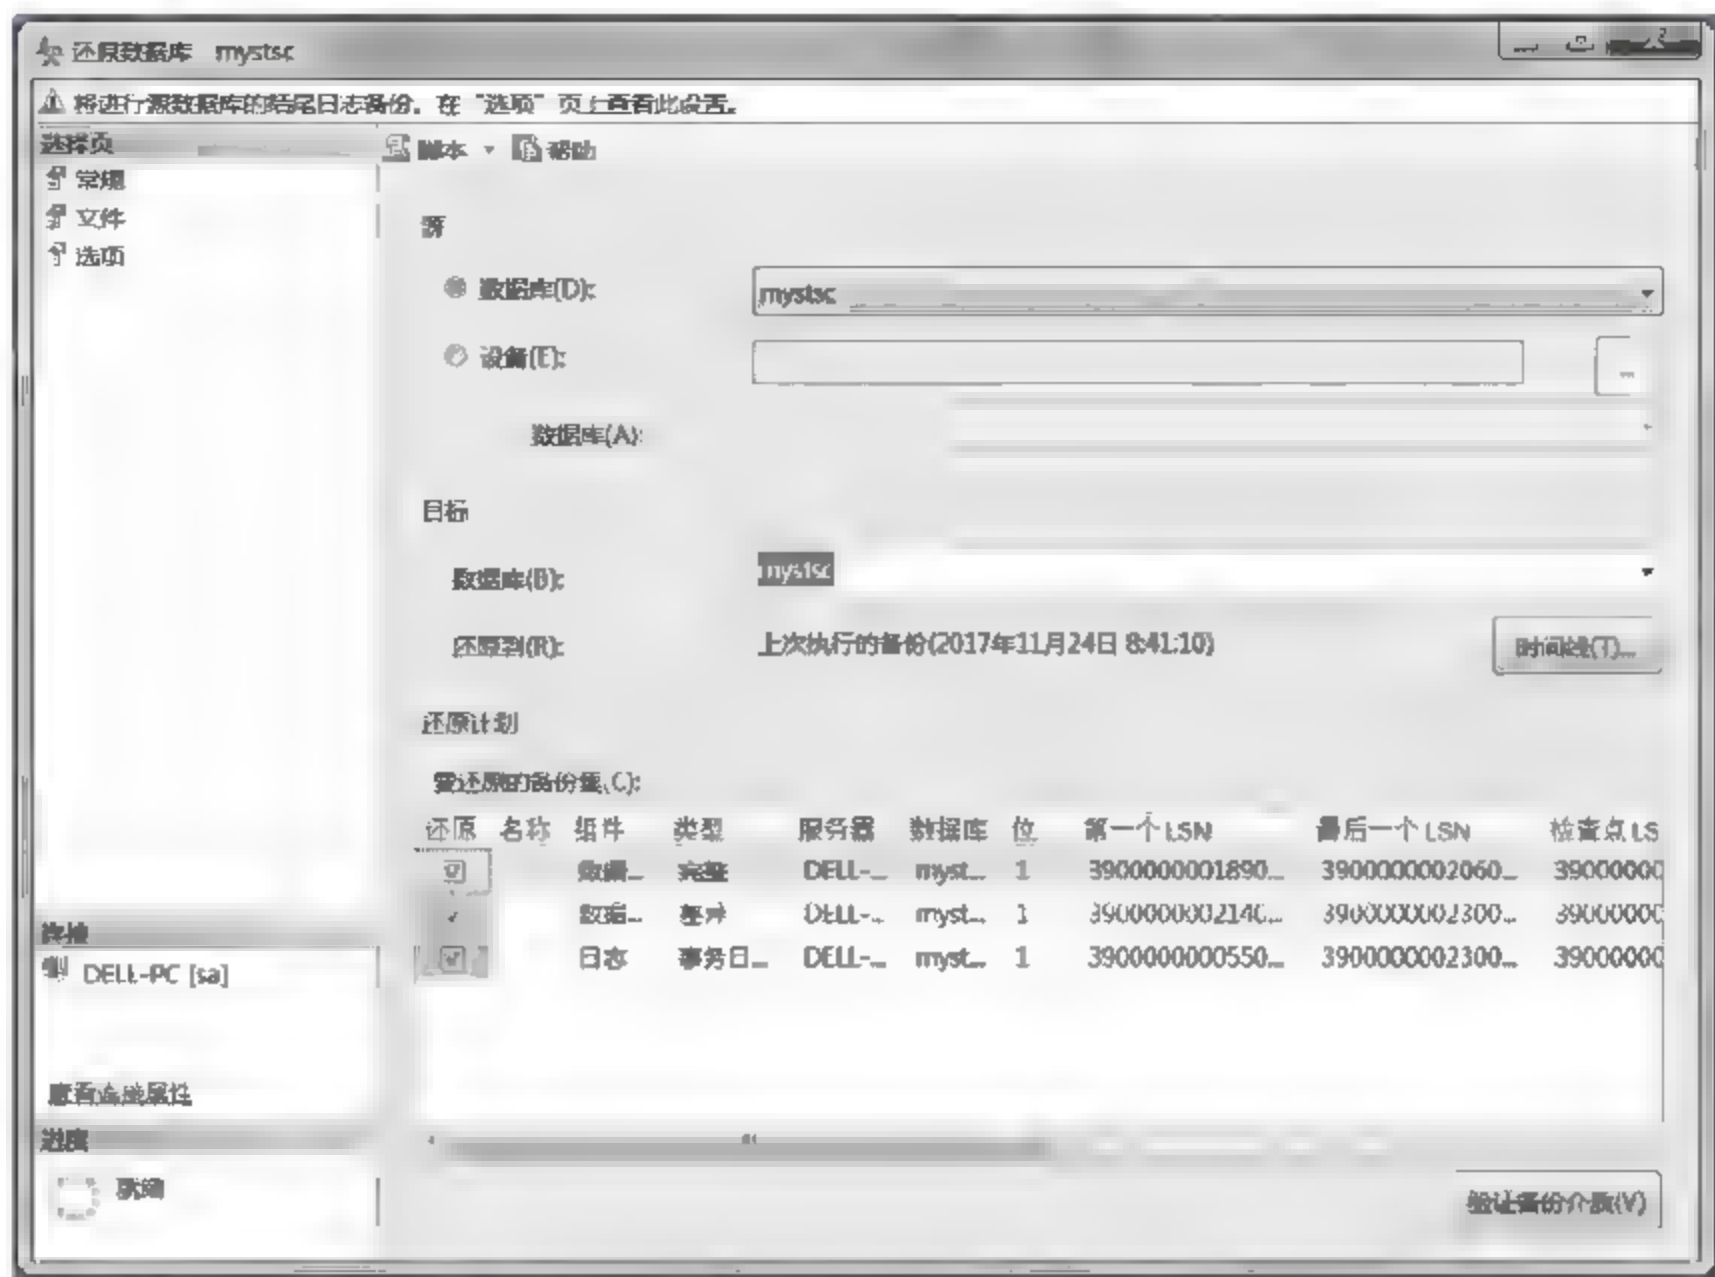 还原数据库 mystsc
将进行源数据库的结尾日志备份。在“选项”页上查看此设置。
选择页
常规
文件
选项
脚本 帮助
源
数据库(D): mystsc
设备(E):
数据库(A):
目标
数据库(B): mystsc
还原到(R): 上次执行的备份(2017年11月24日 8:41:10) 时间线(T)...
还原计划
要还原的备份集(C):
还原 名称 组件 类型 服务器 数据库 位 第一个 LSN 最后一个 LSN 检查点 LS
数据... 完整 DELL-... myst... 1 3900000001890... 3900000002060... 39000000
数据... 差异 DELL-... myst... 1 3900000002140... 3900000002300... 39000000
日志 事务日... DELL-... myst... 1 3900000000550... 3900000002300... 39000000
连接
DELL-PC [sa]
查看连接属性
进度
就绪
验证备份介质(V)